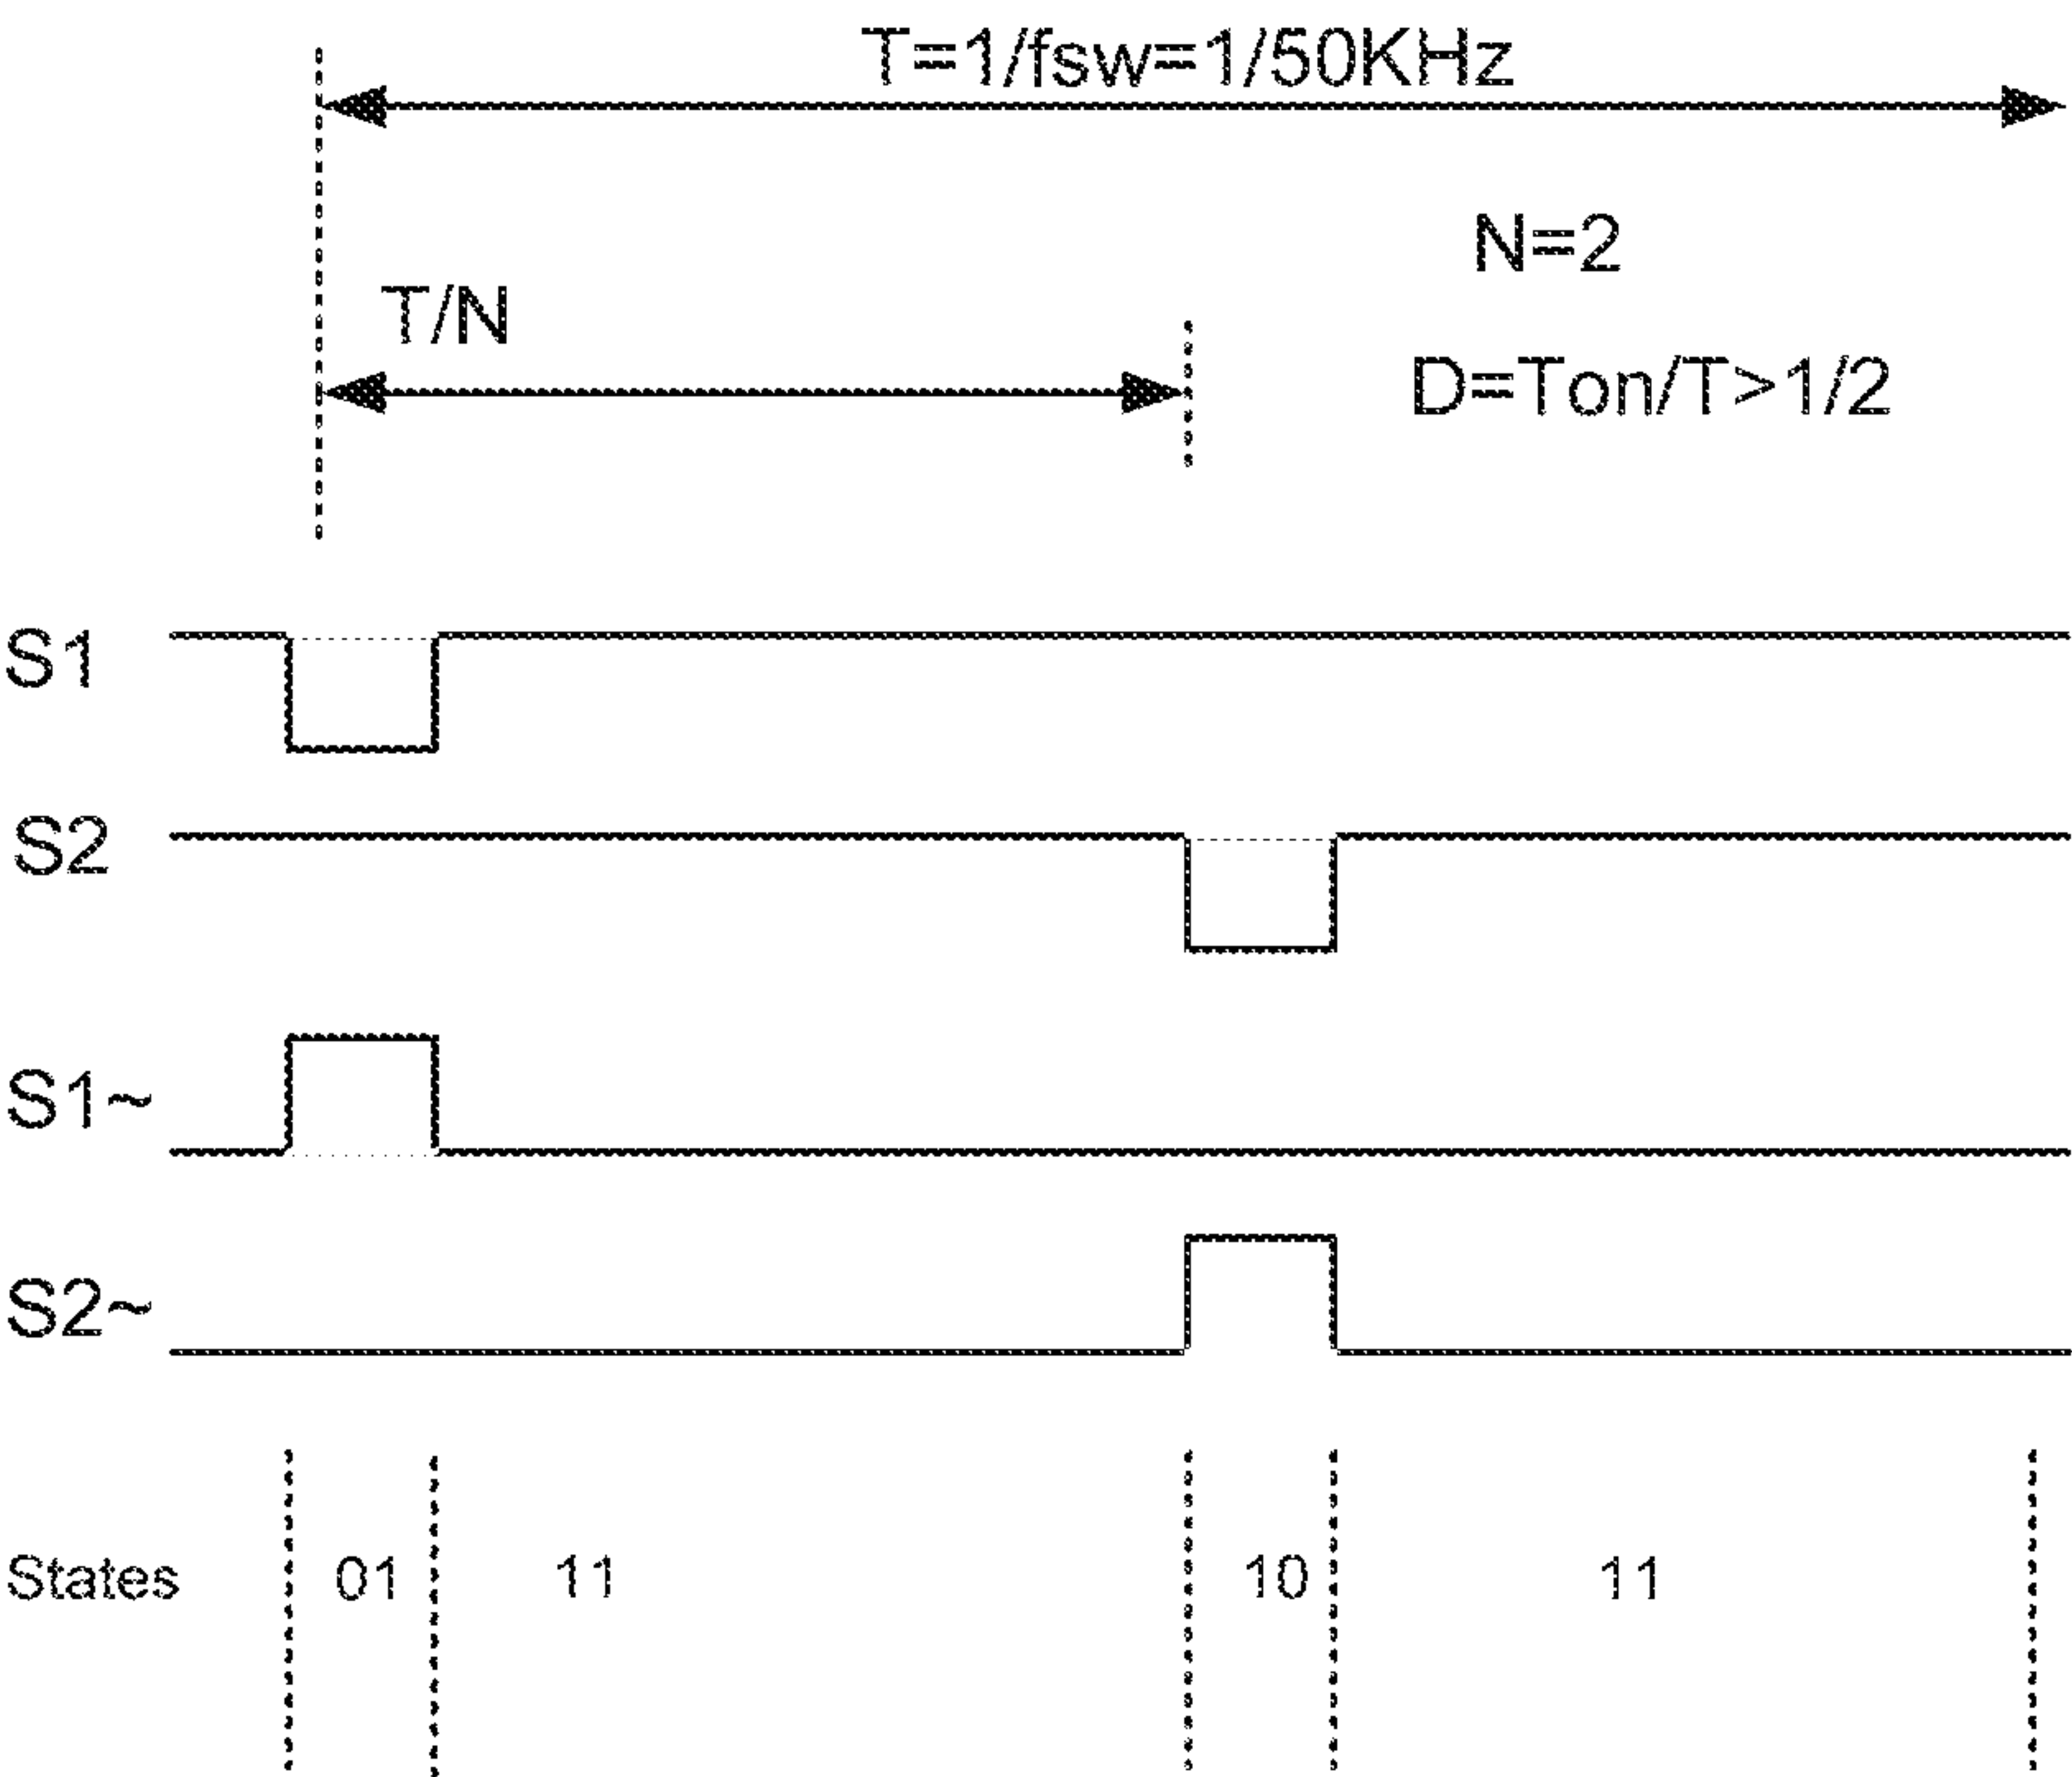 T=1/fsw=1/50KHz
N=2
T/N
D=Ton/T>1/2
S1
S2
S1~
S2~
States 01 11 10 11